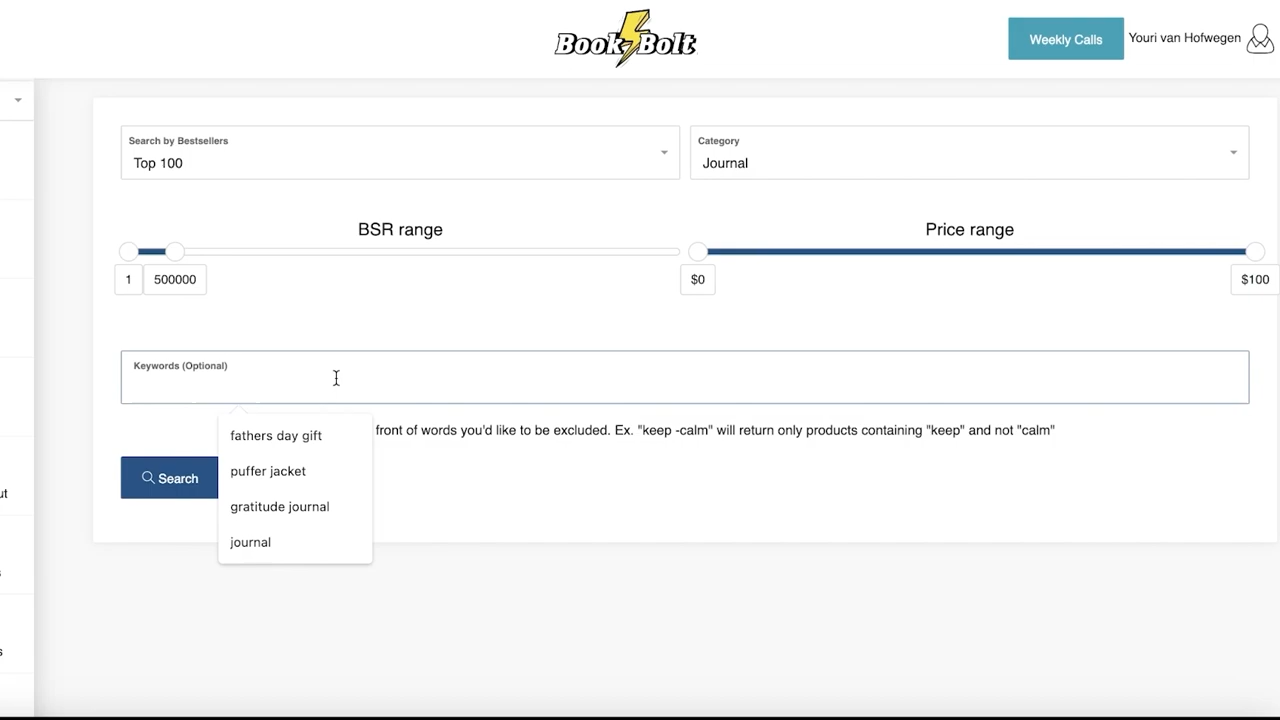 Book Bolt
Weekly Calls
Youri van Hofwegen
Search by Bestsellers
Top 100
Category
Journal
BSR range
Price range
1
500000
$0
$100
Keywords (Optional)
fathers day gift
front of words you'd like to be excluded. Ex. "keep -calm" will return only products containing "keep" and not "calm"
puffer jacket
Search
gratitude journal
journal
ut
s
s